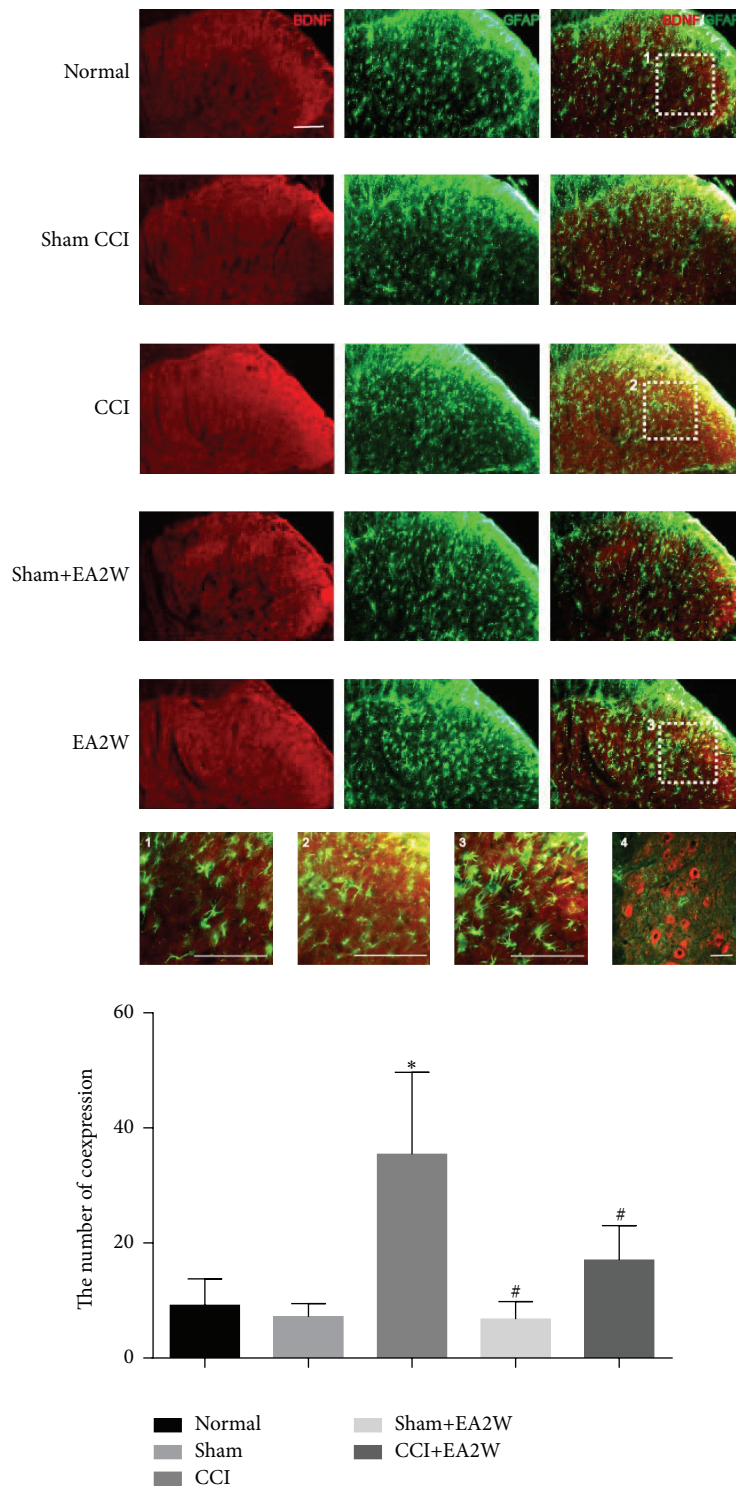 BDNF GFAP BDNF/GFAP
Normal
1
Sham CCI
CCI
2
Sham+EA2W
EA2W
3
1 2 3 4
The number of coexpression
60
40
20
0
*
#
#
Normal
Sham
CCI
Sham+EA2W
CCI+EA2W